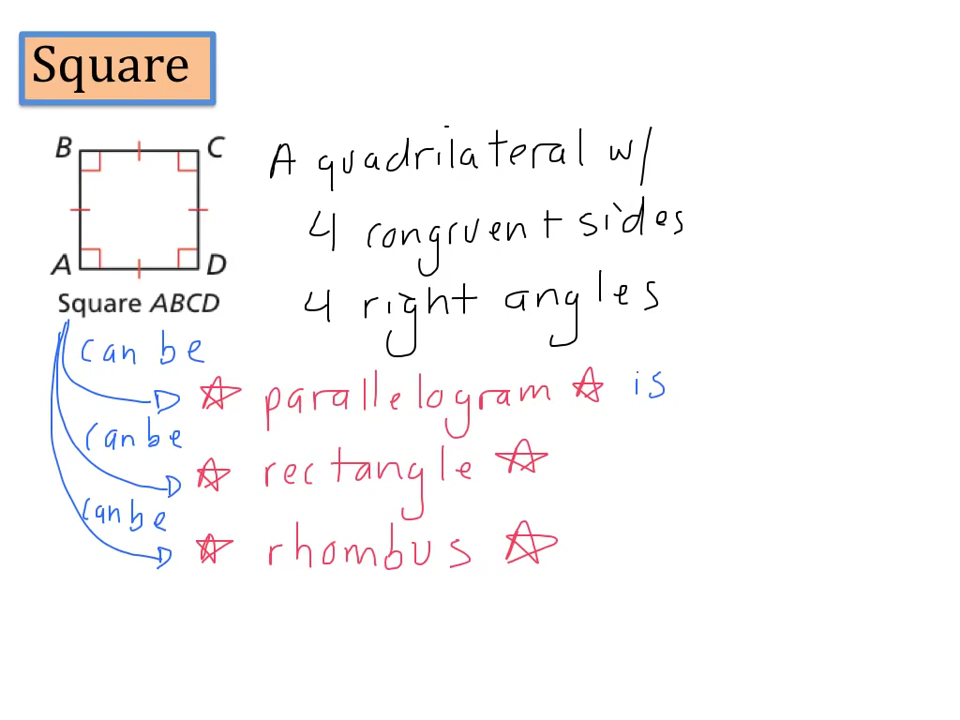 Square
B C
A quadrilateral w/
4 congruent sides
A D
Square ABCD
4 right angles
can be
parallelogram is
can be
rectangle
can be
rhombus